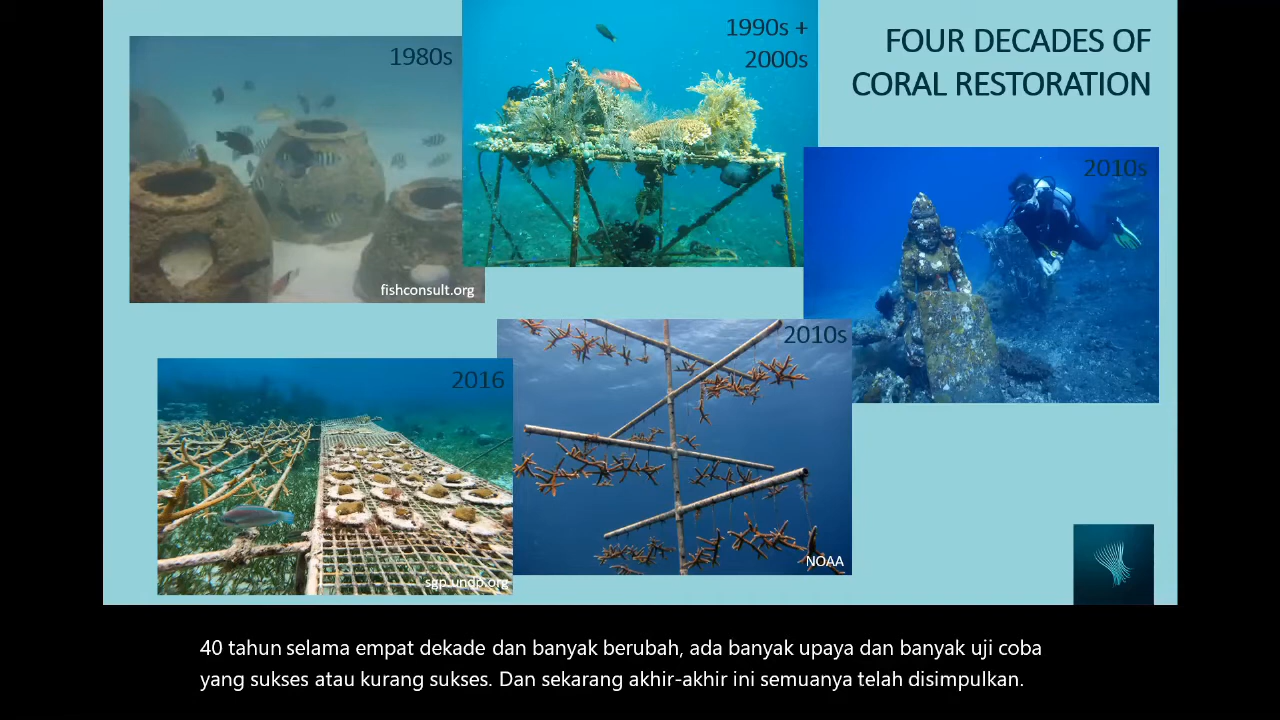 FOUR DECADES OF
CORAL RESTORATION
1980s
fishconsult.org
1990s +
2000s
2010s
2016
sgp.undp.org
2010s
NOAA
40 tahun selama empat dekade dan banyak berubah, ada banyak upaya dan banyak uji coba
yang sukses atau kurang sukses. Dan sekarang akhir-akhir ini semuanya telah disimpulkan.